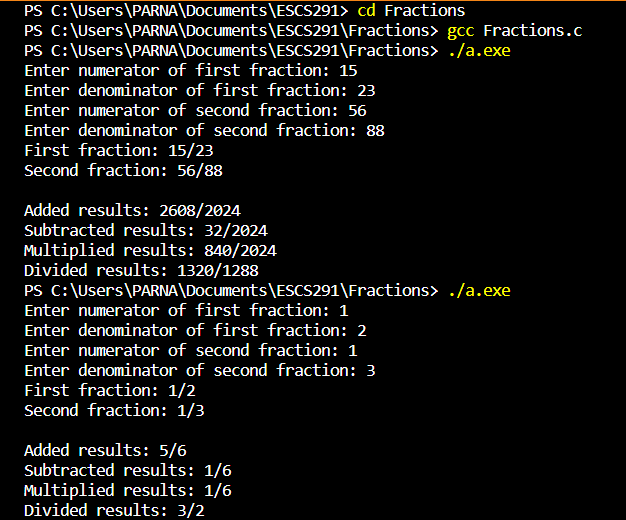 PS C:\Users\PARNA\Documents\ESCS291> cd Fractions
PS C:\Users\PARNA\Documents\ESCS291\Fractions> gcc Fractions.c
PS C:\Users\PARNA\Documents\ESCS291\Fractions> ./a.exe
Enter numerator of first fraction: 15
Enter denominator of first fraction: 23
Enter numerator of second fraction: 56
Enter denominator of second fraction: 88
First fraction: 15/23
Second fraction: 56/88

Added results: 2608/2024
Subtracted results: 32/2024
Multiplied results: 840/2024
Divided results: 1320/1288
PS C:\Users\PARNA\Documents\ESCS291\Fractions> ./a.exe
Enter numerator of first fraction: 1
Enter denominator of first fraction: 2
Enter numerator of second fraction: 1
Enter denominator of second fraction: 3
First fraction: 1/2
Second fraction: 1/3

Added results: 5/6
Subtracted results: 1/6
Multiplied results: 1/6
Divided results: 3/2